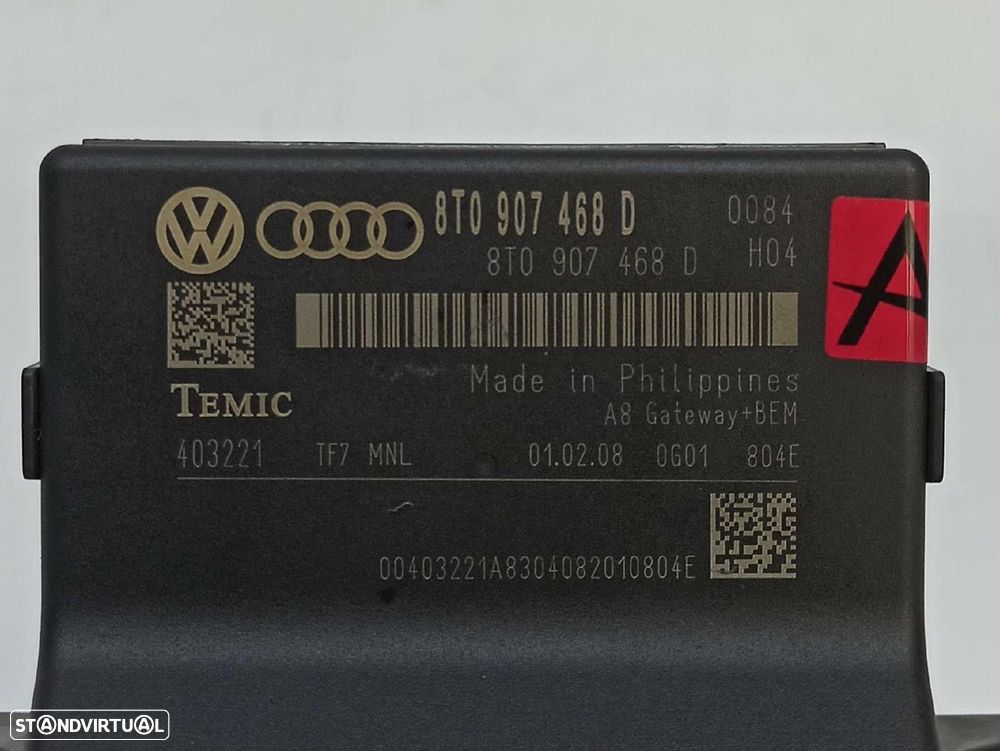 8T0 907 468 D 0084
8T0 907 468 D H04
A
Made in Philippines
TEMIC
A8 Gateway+BEM
403221 TF7 MNL 01.02.08 0G01 804E
00403221A8304082010804E
STANDVIRTUAL